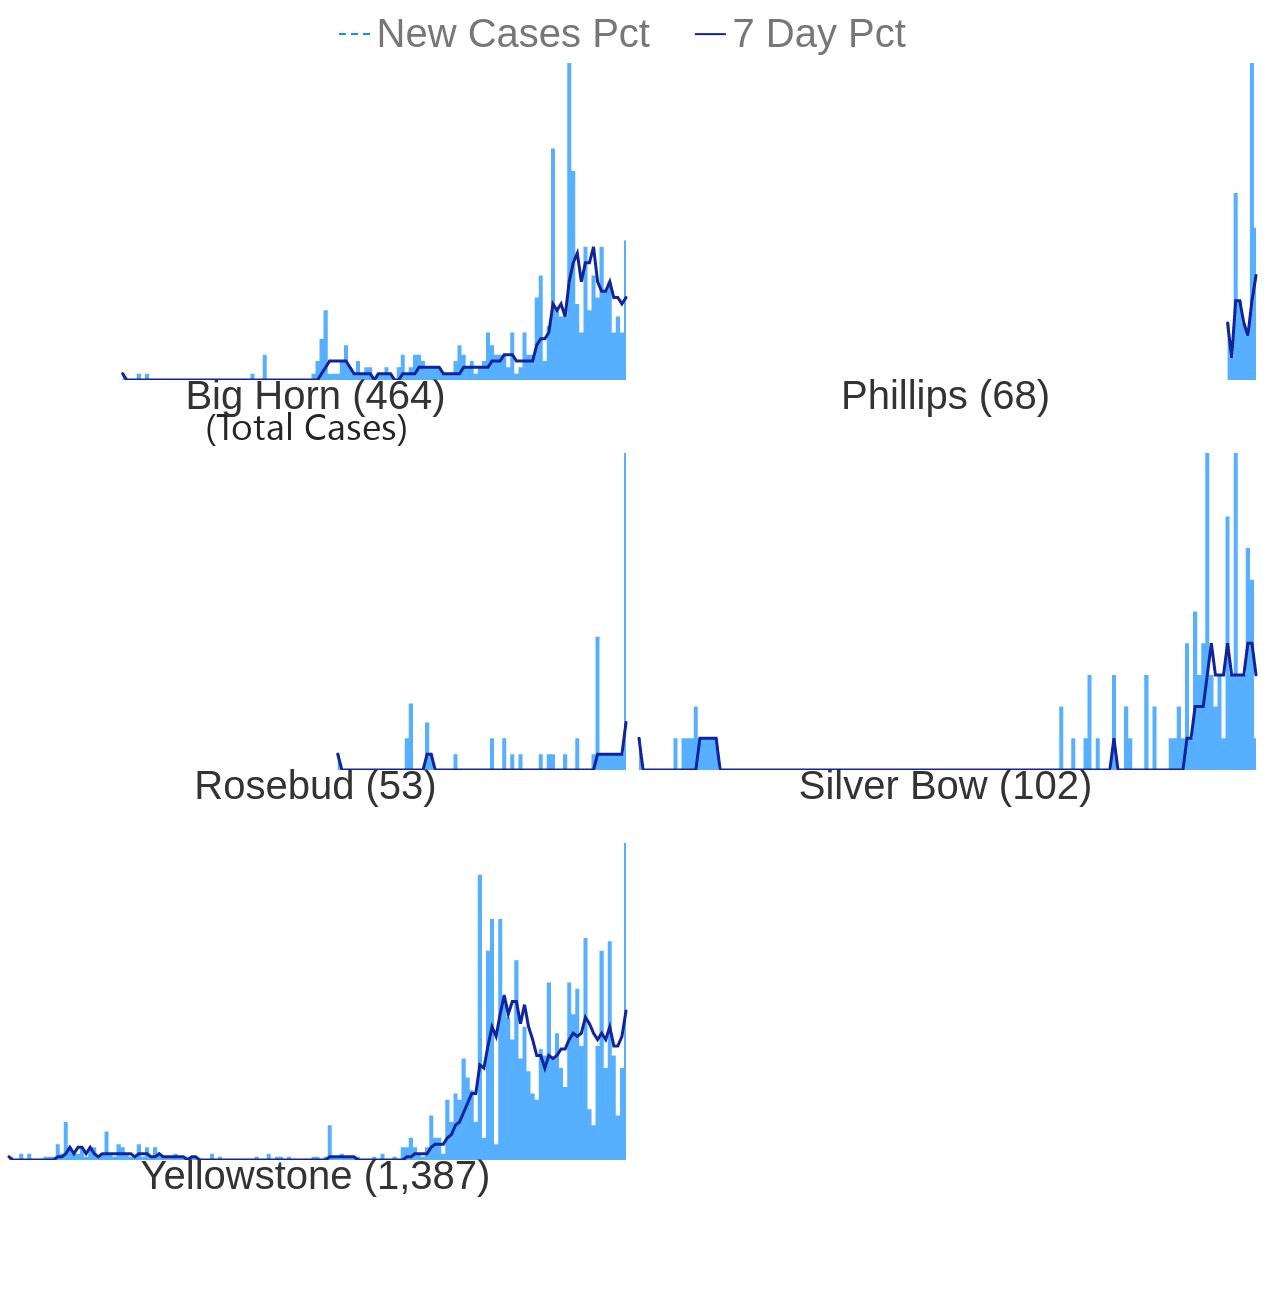 New Cases Pct 7 Day Pct
Big Horn (464) Phillips (68)
(Total Cases)
Rosebud (53) Silver Bow (102)
Yellowstone (1,387)